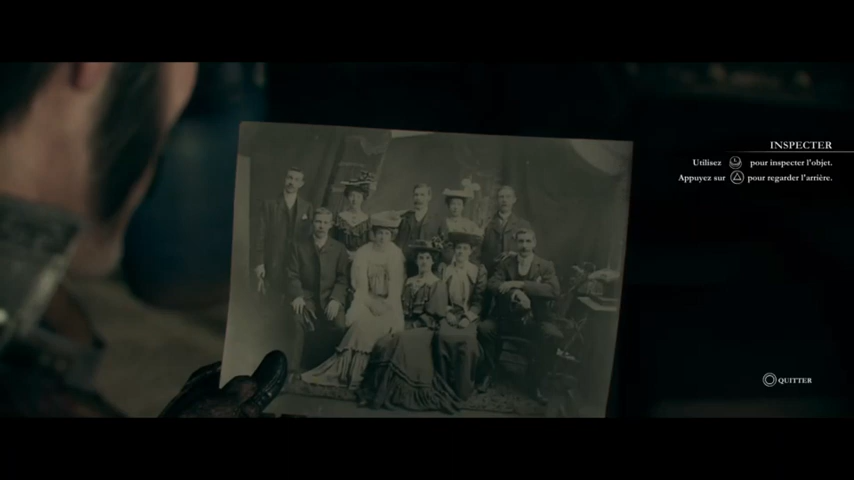 INSPECTER
Utilisez pour inspecter l'objet.
Appuyez sur pour regarder l'arrière.
QUITTER